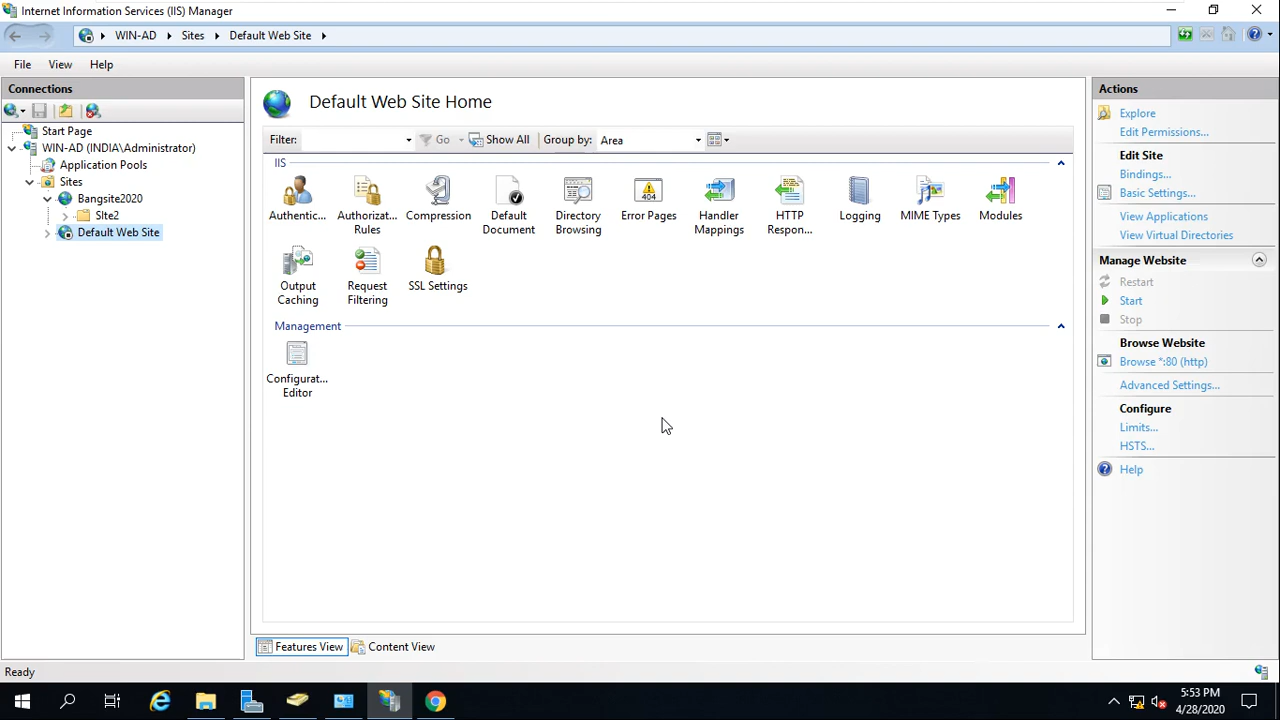 Internet Information Services (IIS) Manager
WIN-AD Sites Default Web Site
File View Help
Connections
Start Page
WIN-AD (INDIA\Administrator)
Application Pools
Sites
Bangsite2020
Site2
Default Web Site
Default Web Site Home
Filter: Go Show All Group by: Area
IIS
Authentic...
Authorizat...
Rules
Compression
Default
Document
Directory
Browsing
Error Pages
404
Handler
Mappings
HTTP
Respon...
Logging
MIME Types
Modules
Output
Caching
Request
Filtering
SSL Settings
Management
Configurat...
Editor
Features View
Content View
Actions
Explore
Edit Permissions...
Edit Site
Bindings...
Basic Settings...
View Applications
View Virtual Directories
Manage Website
Restart
Start
Stop
Browse Website
Browse *:80 (http)
Advanced Settings...
Configure
Limits...
HSTS...
Help
Ready
5:53 PM
4/28/2020